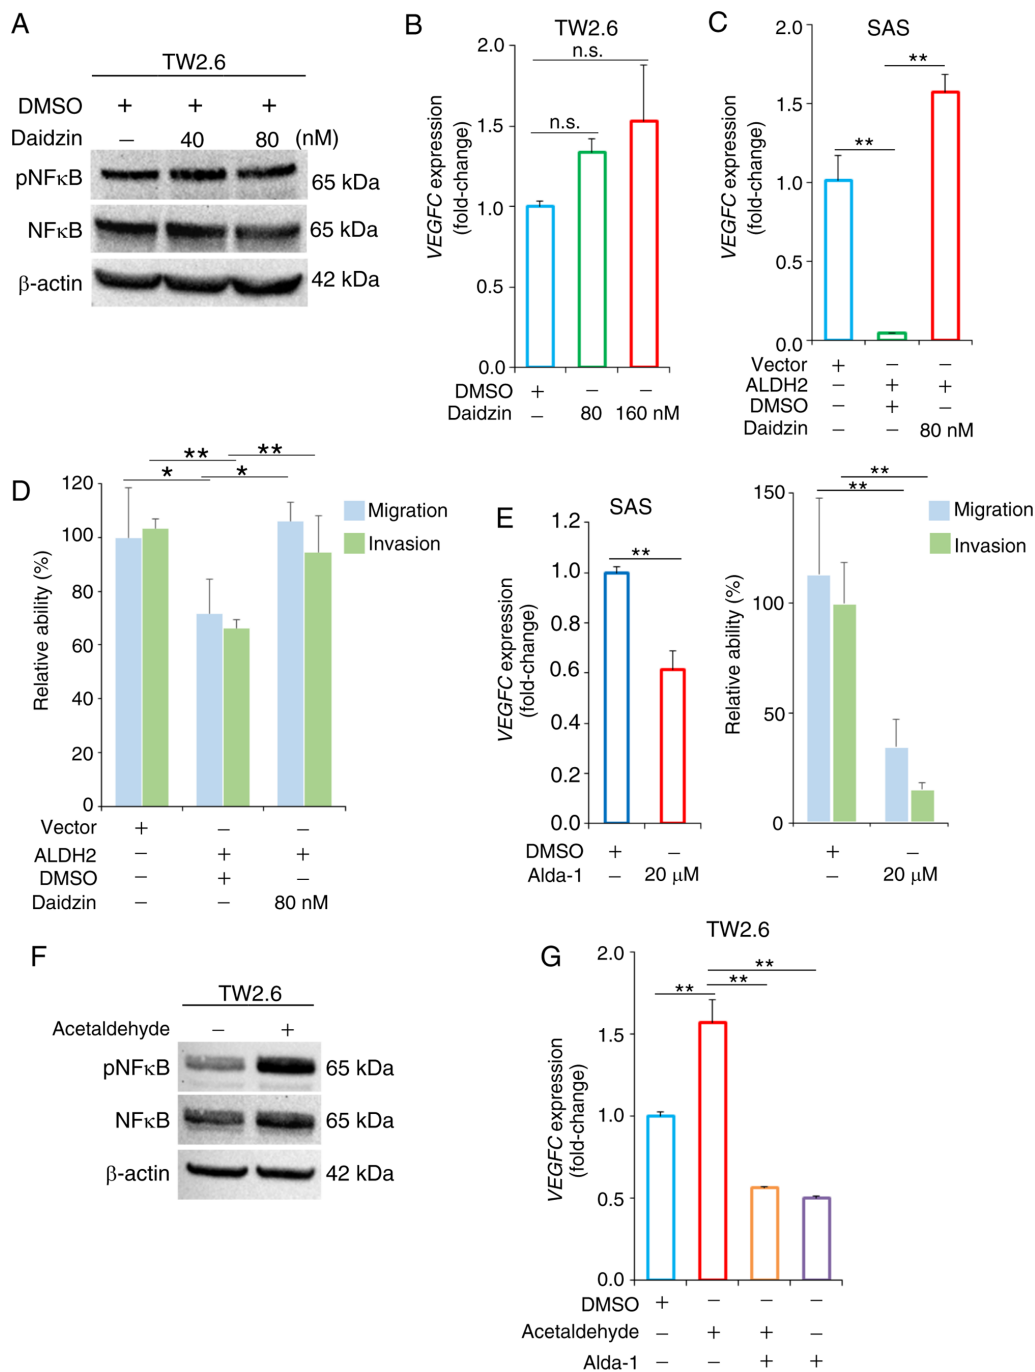 A
TW2.6
DMSO + + +
Daidzin – 40 80 (nM)
pNFκB 65 kDa
NFκB 65 kDa
β-actin 42 kDa
B
TW2.6
VEGFC expression
(fold-change)
2.0
1.5
1.0
0.5
0.0
n.s.
n.s.
DMSO + – –
Daidzin – 80 160 nM
C
SAS
VEGFC expression
(fold-change)
2.0
1.5
1.0
0.5
0.0
**
**
Vector + – –
ALDH2 – + +
DMSO – + –
Daidzin – – 80 nM
D
Relative ability (%)
120
100
80
60
40
20
0
** **
* *
Migration
Invasion
Vector + – –
ALDH2 – + +
DMSO – + –
Daidzin – – 80 nM
E
SAS
VEGFC expression
(fold-change)
1.2
1.0
0.8
0.6
0.4
0.2
0.0
**
DMSO + –
Alda-1 – 20 μM
Relative ability (%)
150
100
50
0
**
**
Migration
Invasion
+ –
– 20 μM
F
TW2.6
Acetaldehyde – +
pNFκB 65 kDa
NFκB 65 kDa
β-actin 42 kDa
G
TW2.6
VEGFC expression
(fold-change)
2.0
1.5
1.0
0.5
0.0
**
**
**
DMSO + – – –
Acetaldehyde – + + –
Alda-1 – – + +